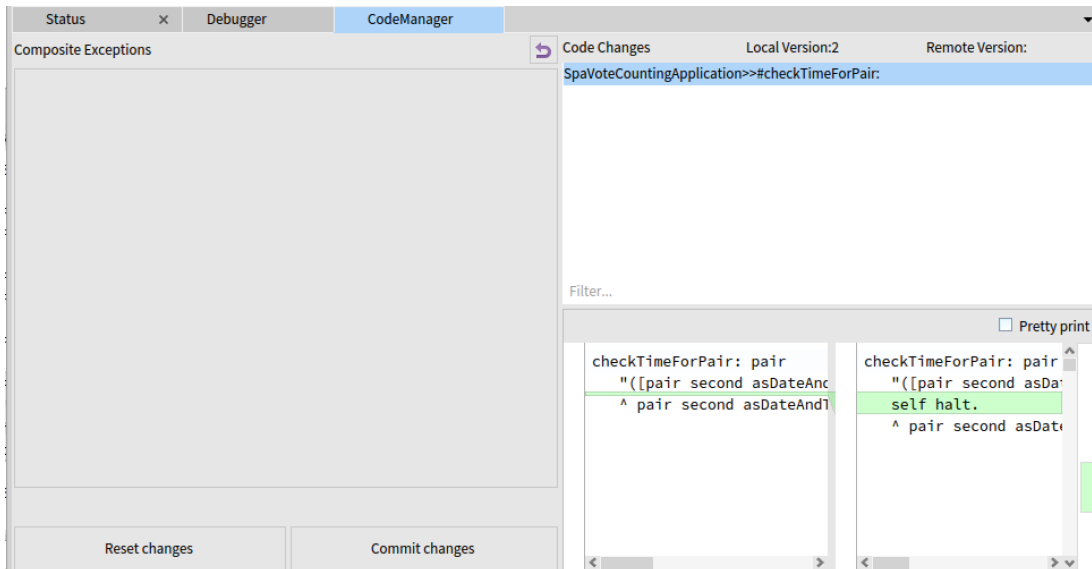 Status × Debugger CodeManager
Composite Exceptions
Code Changes Local Version:2 Remote Version:
SpaVoteCountingApplication>>#checkTimeForPair:
Filter...
Pretty print
checkTimeForPair: pair
"([pair second asDateAnd
^ pair second asDateAndT
checkTimeForPair: pair
"([pair second asDat
self halt.
^ pair second asDate
Reset changes Commit changes